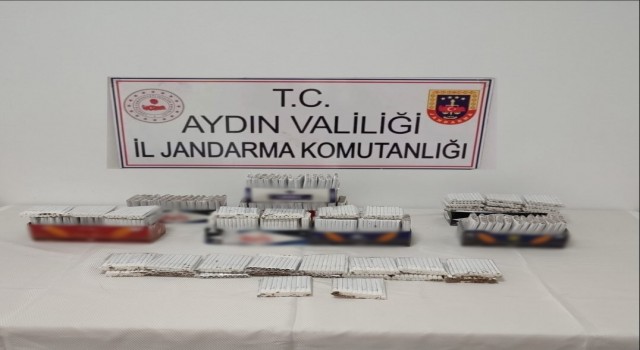 T.C.
AYDIN VALİLİĞİ
İL JANDARMA KOMUTANLIĞI